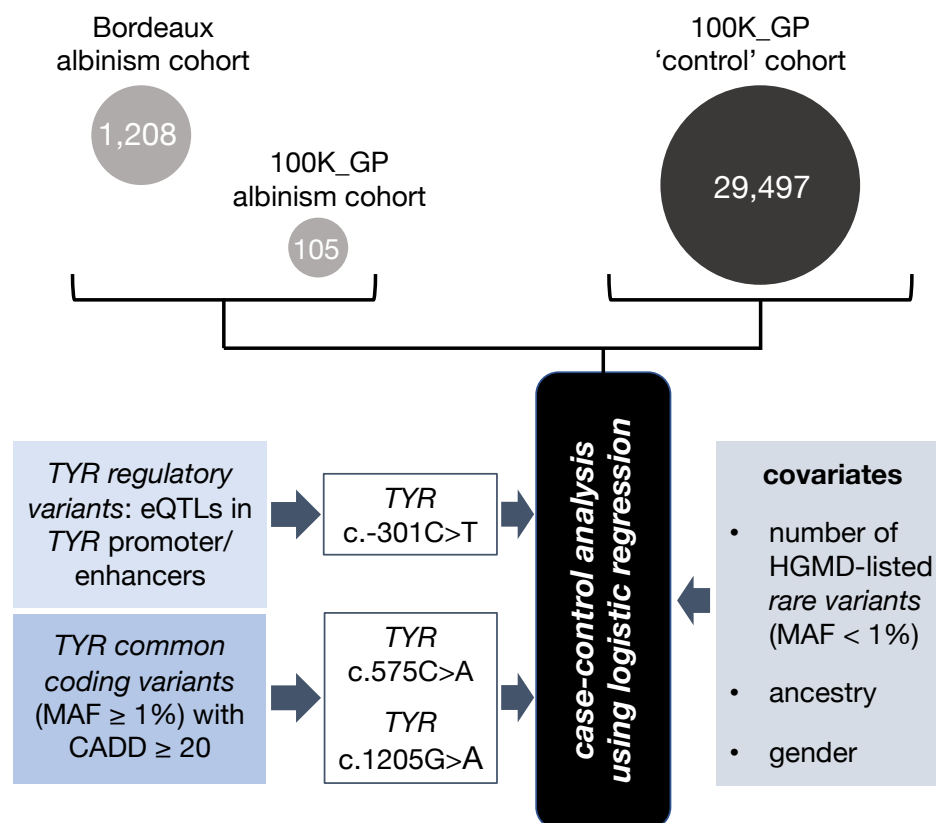 Bordeaux
albinism cohort
1,208
100K_GP
albinism cohort
105
100K_GP
‘control’ cohort
29,497
TYR regulatory
variants: eQTLs in
TYR promoter/
enhancers
TYR
c.-301C>T
TYR common
coding variants
(MAF ≥ 1%) with
CADD ≥ 20
TYR
c.575C>A
TYR
c.1205G>A
case-control analysis
using logistic regression
covariates
• number of
HGMD-listed
rare variants
(MAF < 1%)
• ancestry
• gender